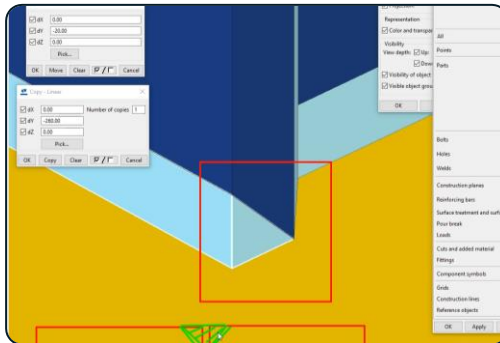 dX 0.00
dY -20.00
dZ 0.00
Pick...
OK Move Clear Cancel
Copy - Linear
dX 0.00 Number of copies 1
dY -260.00
dZ 0.00
Pick...
OK Copy Clear Cancel
Representation
Color and transpa
Visibility
View depth: Up:
Dow
Visibility of object
Visible object grou
OK
All
Points
Parts
Bolts
Holes
Welds
Construction planes
Reinforcing bars
Surface treatment and surf
Pour break
Loads
Cuts and added material
Fittings
Component symbols
Grids
Construction lines
Reference objects
OK Apply